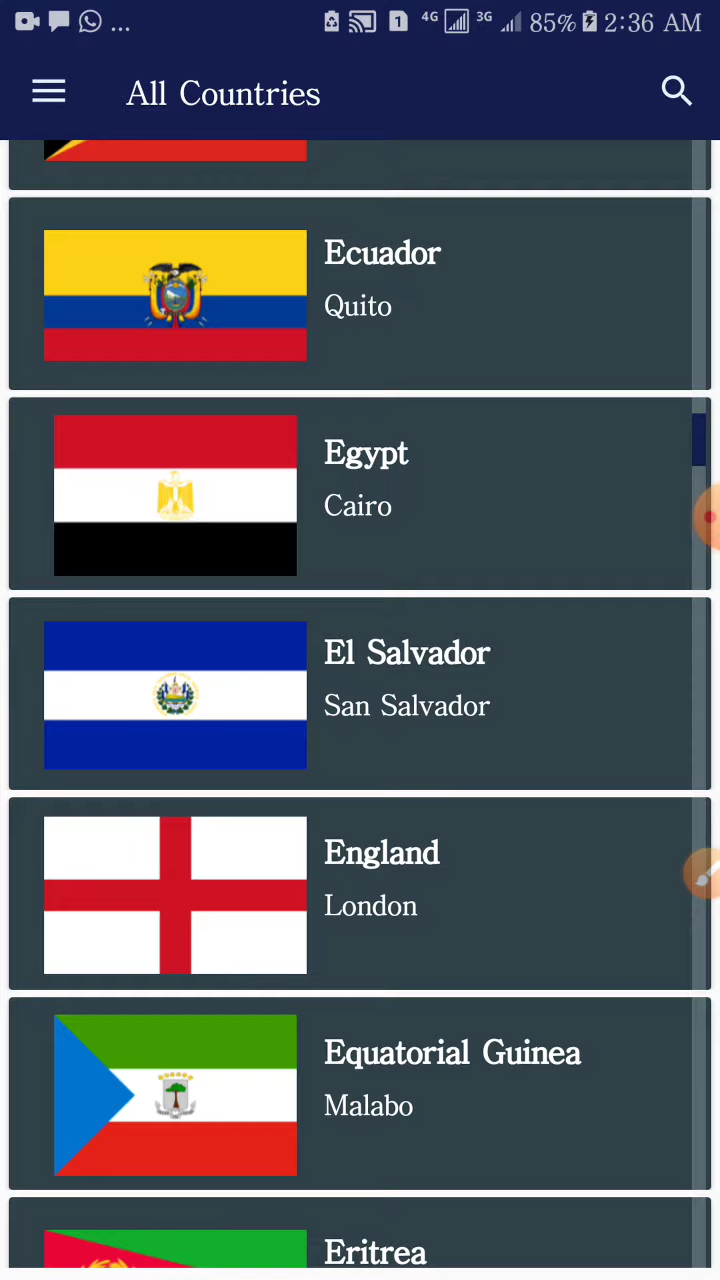 ... 1 4G 3G 85% 2:36 AM
All Countries
Ecuador
Quito
Egypt
Cairo
El Salvador
San Salvador
England
London
Equatorial Guinea
Malabo
Eritrea